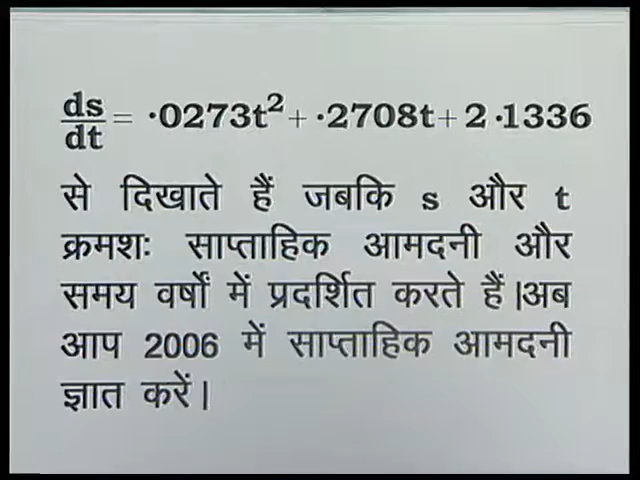 ds/dt = ·0273t² + ·2708t + 2·1336
से दिखाते हैं जबकि s और t
क्रमशः साप्ताहिक आमदनी और
समय वर्षों में प्रदर्शित करते हैं।अब
आप 2006 में साप्ताहिक आमदनी
ज्ञात करें।